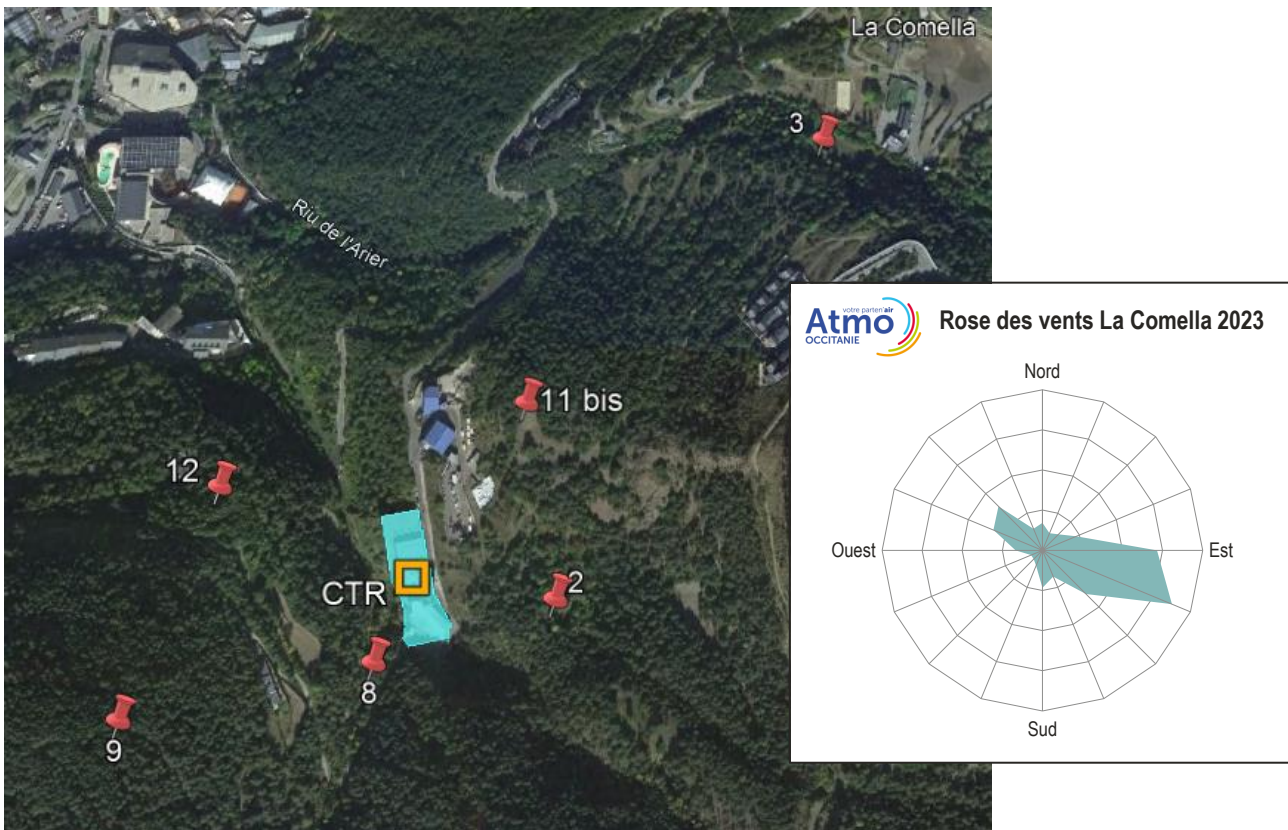 La Comella
3
Riu de l'Arier
11 bis
12
CTR
2
8
9
votre parten'air
Atmo
OCCITANIE
Rose des vents La Comella 2023
Nord
Ouest
Est
Sud